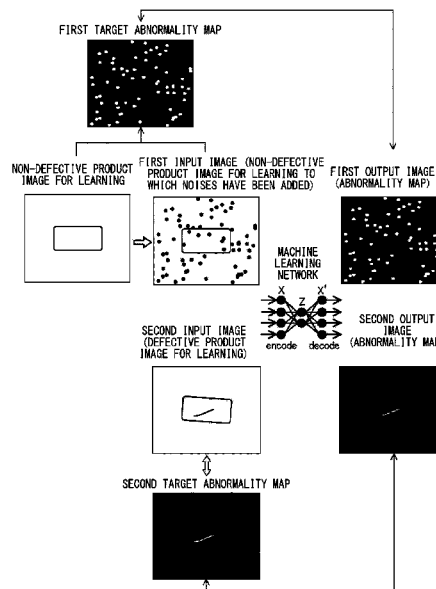 FIRST TARGET ABNORMALITY MAP
NON-DEFECTIVE PRODUCT
IMAGE FOR LEARNING
FIRST INPUT IMAGE (NON-DEFECTIVE
PRODUCT IMAGE FOR LEARNING TO
WHICH NOISES HAVE BEEN ADDED)
FIRST OUTPUT IMAGE
(ABNORMALITY MAP)
MACHINE
LEARNING
NETWORK
X
Z
X'
encode
decode
SECOND INPUT IMAGE
(DEFECTIVE PRODUCT
IMAGE FOR LEARNING)
SECOND OUTPUT
IMAGE
(ABNORMALITY MAP
SECOND TARGET ABNORMALITY MAP